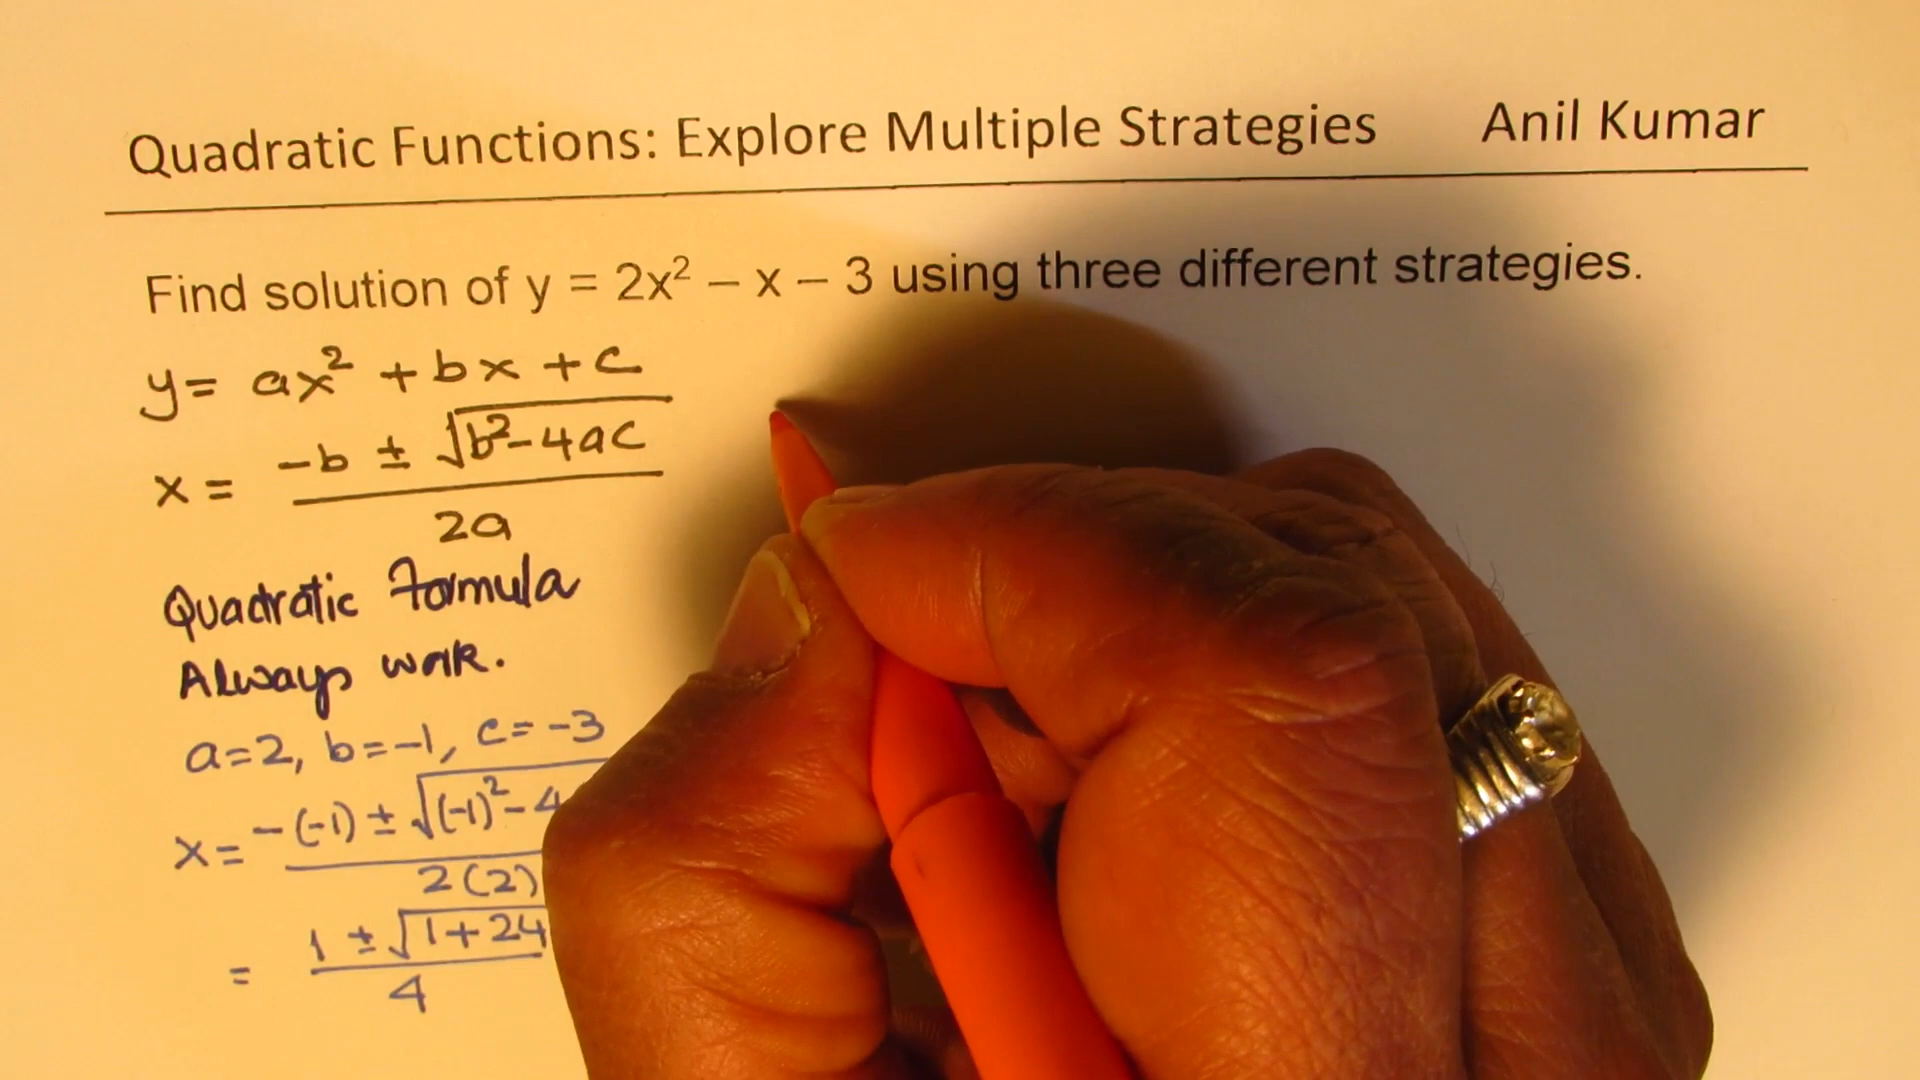 Quadratic Functions: Explore Multiple Strategies Anil Kumar
Find solution of y = 2x² – x – 3 using three different strategies.
y = ax² + bx + c
x = (-b ± √(b²-4ac))/2a
Quadratic Formula
Always work.
a=2, b=-1, c=-3
x = (-(-1) ± √((-1)²-4))/2(2)
= (1 ± √(1+24))/4